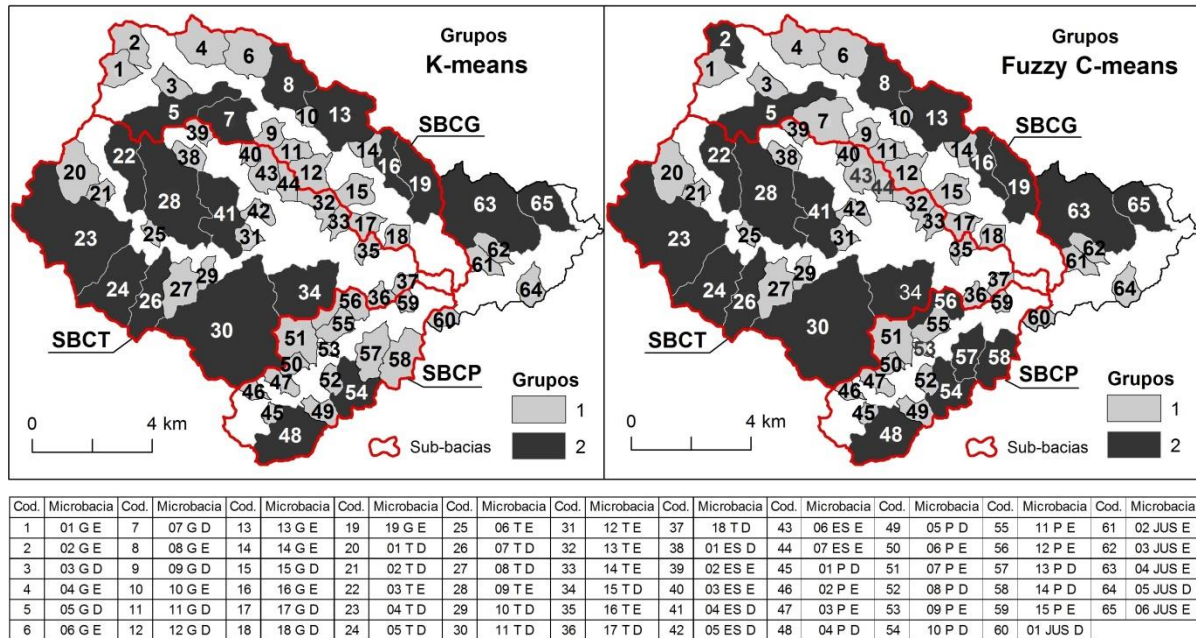 Grupos
K-means
2 4 6
1 3 8
5 7 10 13
39 9 SBCG
22 38 40 11 14
20 43 12 16
21 28 44 15 19
41 42 32 63 65
23 25 31 33 17 18
29 35 62
24 27 61
26 34 37 64
30 56 36 59
SBCT 51 55 60
50 53 57 58
47 52 SBCP
46 54
45 49
48
0 4 km
Grupos
1
2
Sub-bacias
Grupos
Fuzzy C-means
2 4 6
1 3 8
5 7 10 13
39 9 SBCG
22 38 40 11 14
20 43 12 16
21 28 44 15 19
41 42 32 63 65
23 25 31 33 17 18
29 35 62
24 27 61
26 34 37 64
30 56 36 59
SBCT 51 55 60
50 53 57 58
47 52 SBCP
46 54
45 49
48
0 4 km
Grupos
1
2
Sub-bacias
Cod. Microbacia Cod. Microbacia Cod. Microbacia Cod. Microbacia Cod. Microbacia Cod. Microbacia Cod. Microbacia Cod. Microbacia Cod. Microbacia Cod. Microbacia Cod. Microbacia
1 01 G E 7 07 G D 13 13 G E 19 19 G E 25 06 T E 31 12 T E 37 18 T D 43 06 ES E 49 05 P D 55 11 P E 61 02 JUS E
2 02 G E 8 08 G E 14 14 G E 20 01 T D 26 07 T D 32 13 T E 38 01 ES D 44 07 ES E 50 06 P E 56 12 P E 62 03 JUS E
3 03 G D 9 09 G D 15 15 G D 21 02 T D 27 08 T D 33 14 T E 39 02 ES E 45 01 P D 51 07 P E 57 13 P D 63 04 JUS E
4 04 G E 10 10 G E 16 16 G E 22 03 T E 28 09 T E 34 15 T D 40 03 ES E 46 02 P E 52 08 P D 58 14 P D 64 05 JUS D
5 05 G D 11 11 G D 17 17 G D 23 04 T D 29 10 T D 35 16 T E 41 04 ES D 47 03 P E 53 09 P E 59 15 P E 65 06 JUS E
6 06 G E 12 12 G D 18 18 G D 24 05 T D 30 11 T D 36 17 T D 42 05 ES D 48 04 P D 54 10 P D 60 01 JUS D